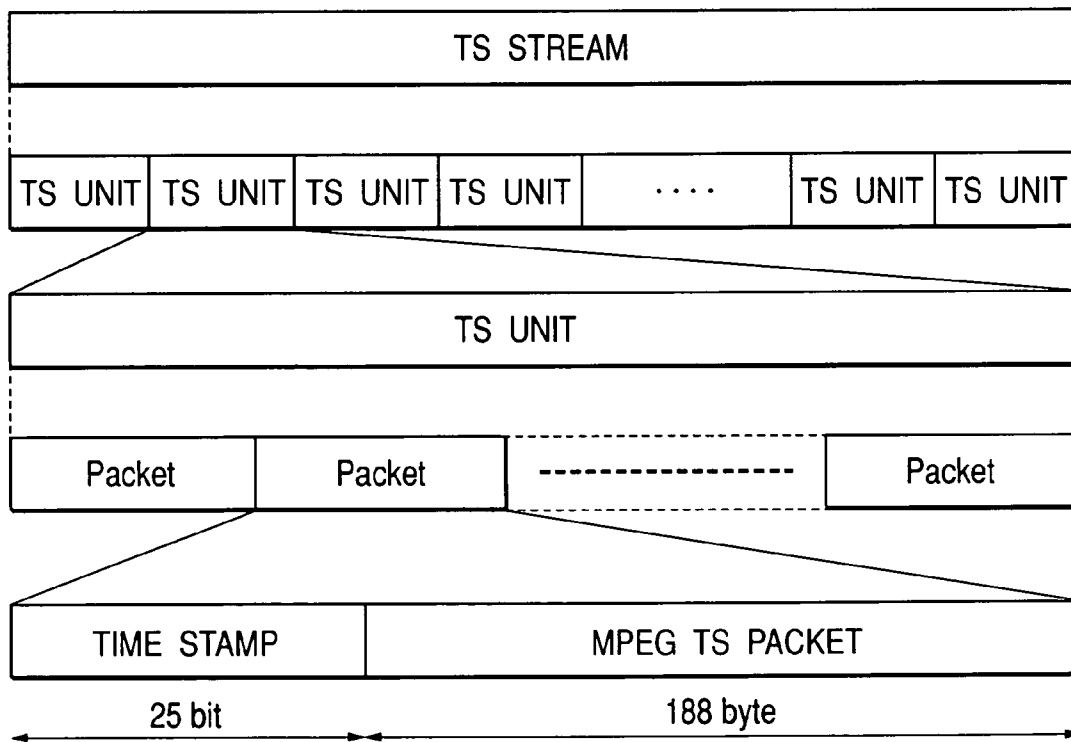 TS STREAM
TS UNIT TS UNIT TS UNIT TS UNIT .... TS UNIT TS UNIT
TS UNIT
Packet Packet Packet
TIME STAMP MPEG TS PACKET
25 bit 188 byte